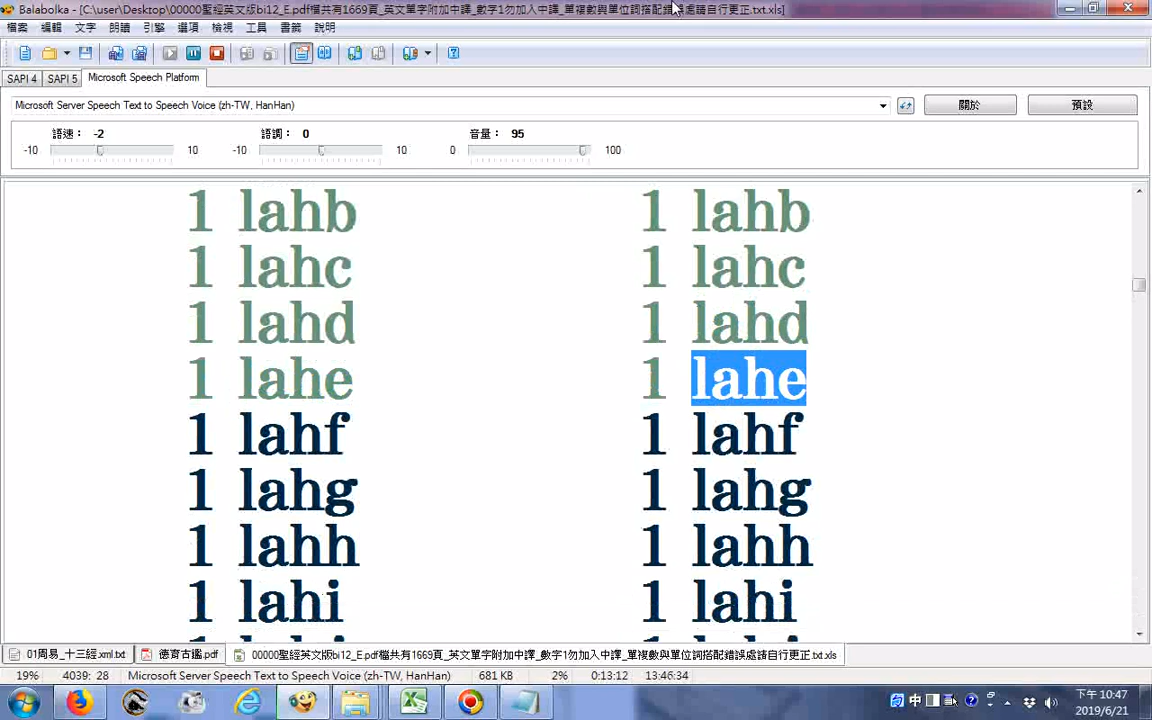 Balabolka - [C:\user\Desktop\00000聖經英文版bi12_E.pdf檔共有1669頁_英文單字附加中譯_數字1勿加入中譯_單複數與單位詞搭配錯誤處請自行更正.txt.xls]
檔案 編輯 文字 朗讀 引擎 選項 檢視 工具 書籤 說明
SAPI 4 SAPI 5 Microsoft Speech Platform
Microsoft Server Speech Text to Speech Voice (zh-TW, HanHan) 關於 預設
語速： -2 語調： 0 音量： 95
-10 10 -10 10 0 100
1 lahb 1 lahb
1 lahc 1 lahc
1 lahd 1 lahd
1 lahe 1 lahe
1 lahf 1 lahf
1 lahg 1 lahg
1 lahh 1 lahh
1 lahi 1 lahi
01周易_十三經.xml.txt 德育古鑑.pdf 00000聖經英文版bi12_E.pdf檔共有1669頁_英文單字附加中譯_數字1勿加入中譯_單複數與單位詞搭配錯誤處請自行更正.txt.xls
19% 4039: 28 Microsoft Server Speech Text to Speech Voice (zh-TW, HanHan) 681 KB 2% 0:13:12 13:46:34
中 下午 10:47
2019/6/21